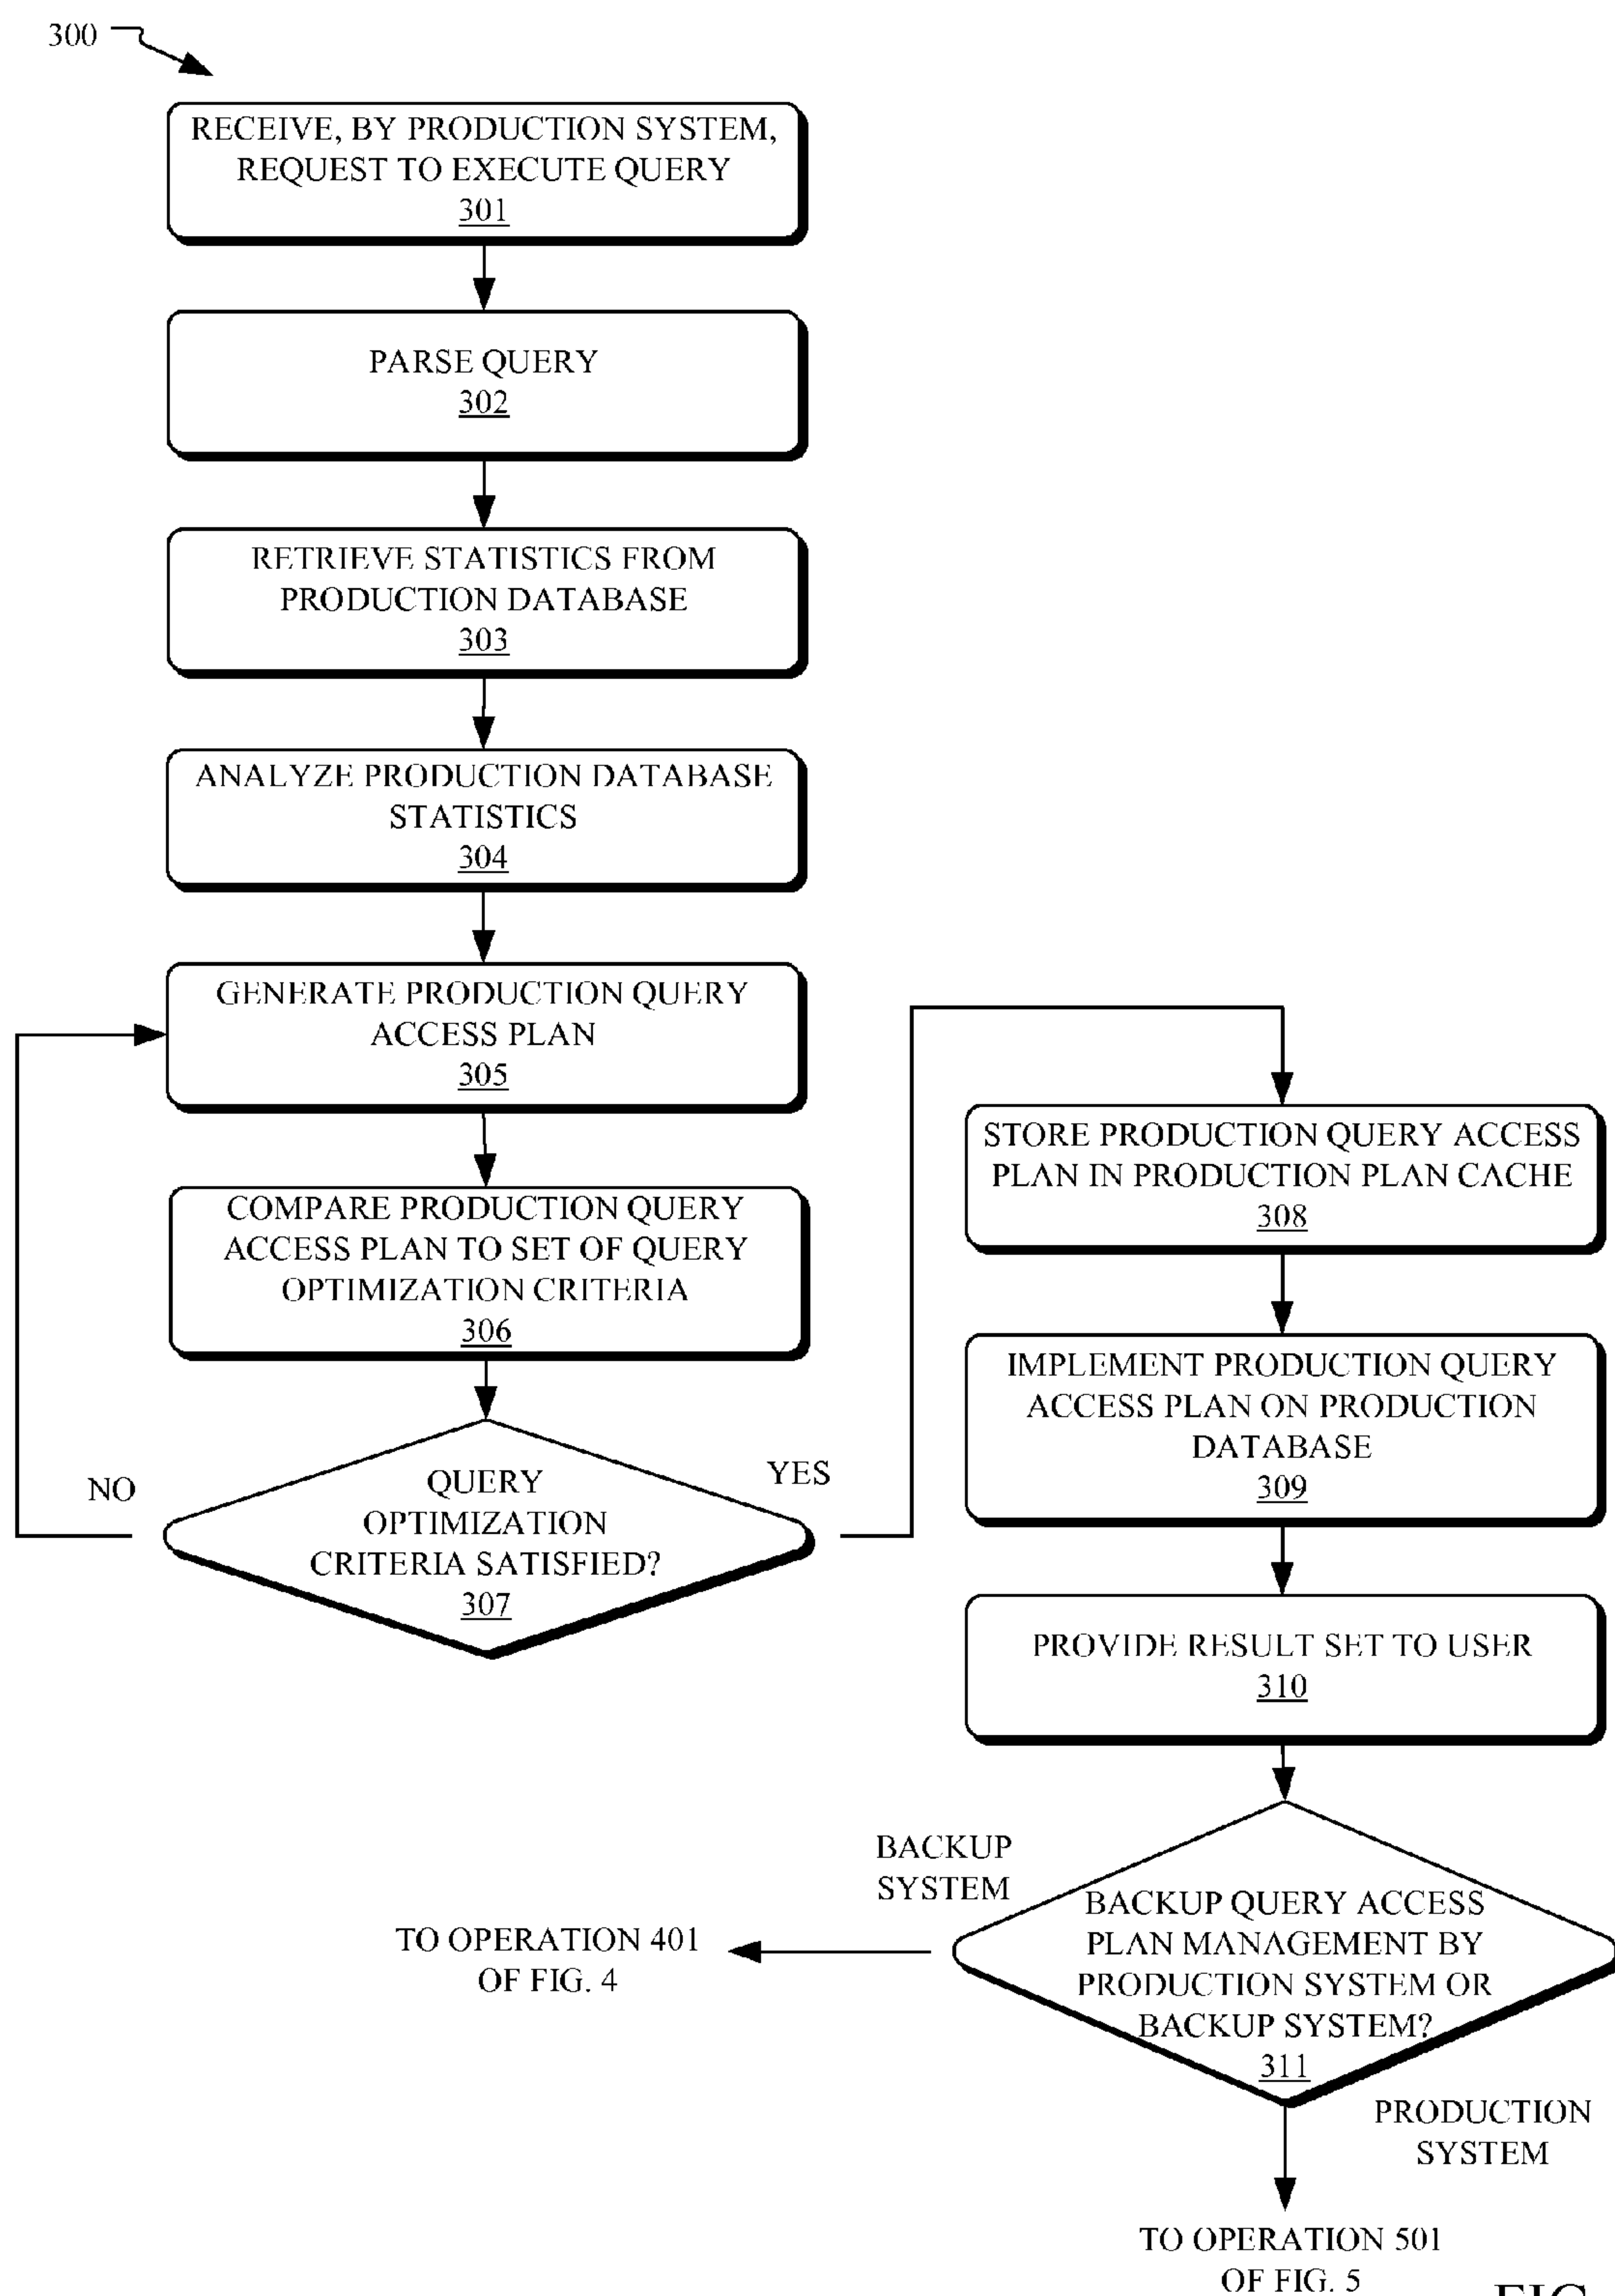 300
RECEIVE, BY PRODUCTION SYSTEM,
REQUEST TO EXECUTE QUERY
301
PARSE QUERY
302
RETRIEVE STATISTICS FROM
PRODUCTION DATABASE
303
ANALYZE PRODUCTION DATABASE
STATISTICS
304
GENERATE PRODUCTION QUERY
ACCESS PLAN
305
COMPARE PRODUCTION QUERY
ACCESS PLAN TO SET OF QUERY
OPTIMIZATION CRITERIA
306
NO
YES
QUERY
OPTIMIZATION
CRITERIA SATISFIED?
307
STORE PRODUCTION QUERY ACCESS
PLAN IN PRODUCTION PLAN CACHE
308
IMPLEMENT PRODUCTION QUERY
ACCESS PLAN ON PRODUCTION
DATABASE
309
PROVIDE RESULT SET TO USER
310
BACKUP
SYSTEM
BACKUP QUERY ACCESS
PLAN MANAGEMENT BY
PRODUCTION SYSTEM OR
BACKUP SYSTEM?
311
TO OPERATION 401
OF FIG. 4
PRODUCTION
SYSTEM
TO OPERATION 501
OF FIG. 5